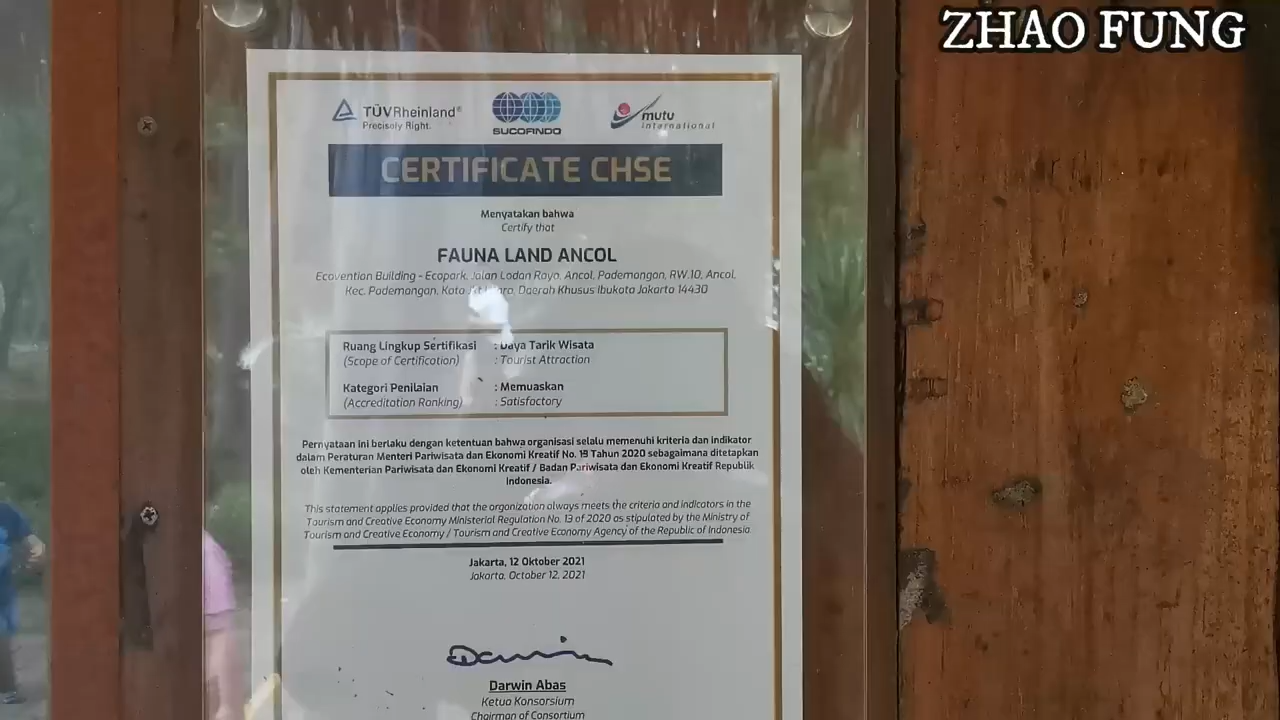 ZHAO FUNG
TÜVRheinland®
Precisely Right.
SUCOFINDO
mutu
international
CERTIFICATE CHSE
Menyatakan bahwa
Certify that
FAUNA LAND ANCOL
Ecovention Building - Ecopark, Jalan Lodan Raya, Ancol, Pademangan, RW.10, Ancol,
Kec. Pademangan, Kota Jkt Utara, Daerah Khusus Ibukota Jakarta 14430
Ruang Lingkup Sertifikasi : Daya Tarik Wisata
(Scope of Certification) : Tourist Attraction
Kategori Penilaian : Memuaskan
(Accreditation Ranking) : Satisfactory
Pernyataan ini berlaku dengan ketentuan bahwa organisasi selalu memenuhi kriteria dan indikator
dalam Peraturan Menteri Pariwisata dan Ekonomi Kreatif No. 13 Tahun 2020 sebagaimana ditetapkan
oleh Kementerian Pariwisata dan Ekonomi Kreatif / Badan Pariwisata dan Ekonomi Kreatif Republik
Indonesia.
This statement applies provided that the organization always meets the criteria and indicators in the
Tourism and Creative Economy Ministerial Regulation No. 13 of 2020 as stipulated by the Ministry of
Tourism and Creative Economy / Tourism and Creative Economy Agency of the Republic of Indonesia.
Jakarta, 12 Oktober 2021
Jakarta, October 12, 2021
Darwin Abas
Ketua Konsorsium
Chairman of Consortium